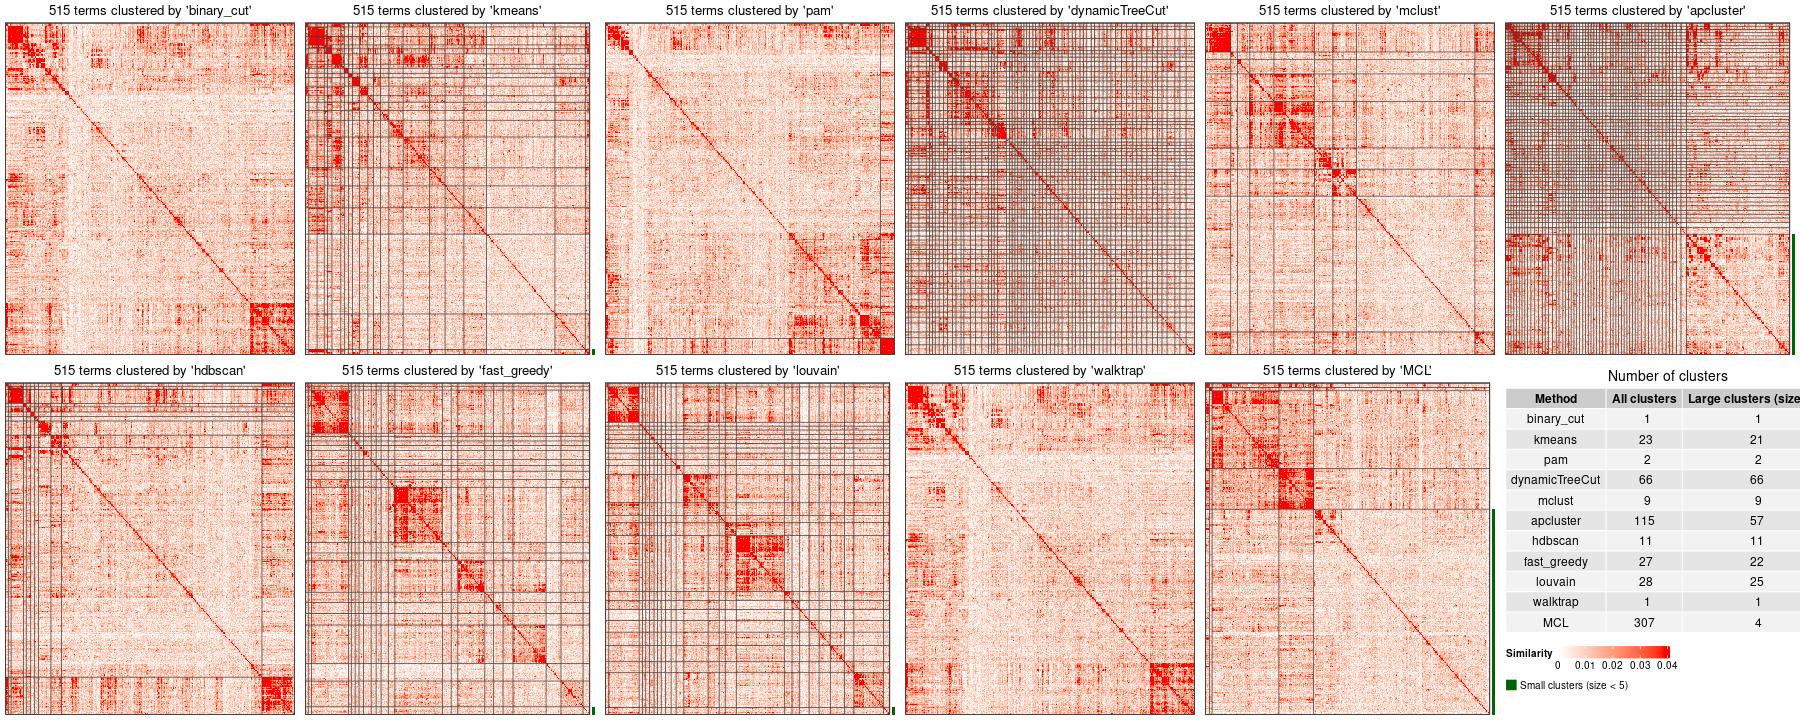 515 terms clustered by 'binary_cut'
515 terms clustered by 'kmeans'
515 terms clustered by 'pam'
515 terms clustered by 'dynamicTreeCut'
515 terms clustered by 'mclust'
515 terms clustered by 'apcluster'
515 terms clustered by 'hdbscan'
515 terms clustered by 'fast_greedy'
515 terms clustered by 'louvain'
515 terms clustered by 'walktrap'
515 terms clustered by 'MCL'
Number of clusters
Method All clusters Large clusters (size
binary_cut 1 1
kmeans 23 21
pam 2 2
dynamicTreeCut 66 66
mclust 9 9
apcluster 115 57
hdbscan 11 11
fast_greedy 27 22
louvain 28 25
walktrap 1 1
MCL 307 4
Similarity
0 0.01 0.02 0.03 0.04
Small clusters (size < 5)